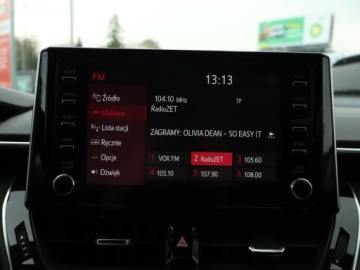 FM
13:13
Źródło
104.10 MHz
TP
RadioZET
Ulubione
Lista stacji
ZAGRAMY: OLIVIA DEAN – SO EASY (T
Ręcznie
Opcje
1 VOX FM
2 RadioZET
3 105.60
Dźwięk
4 105.10
5 107.90
6 108.00